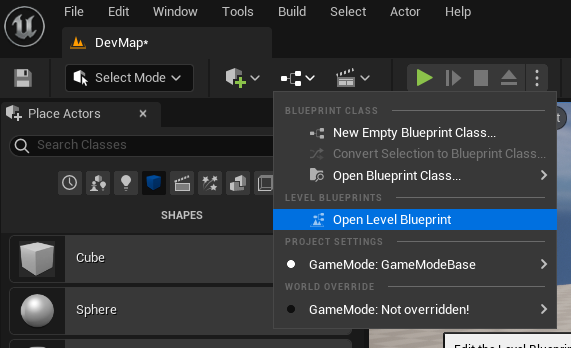 File Edit Window Tools Build Select Actor Help
DevMap*
Select Mode
Place Actors
Search Classes
SHAPES
Cube
Sphere
BLUEPRINT CLASS
New Empty Blueprint Class...
Convert Selection to Blueprint Class...
Open Blueprint Class...
LEVEL BLUEPRINTS
Open Level Blueprint
PROJECT SETTINGS
GameMode: GameModeBase
WORLD OVERRIDE
GameMode: Not overridden!
Edit the Level Blueprin